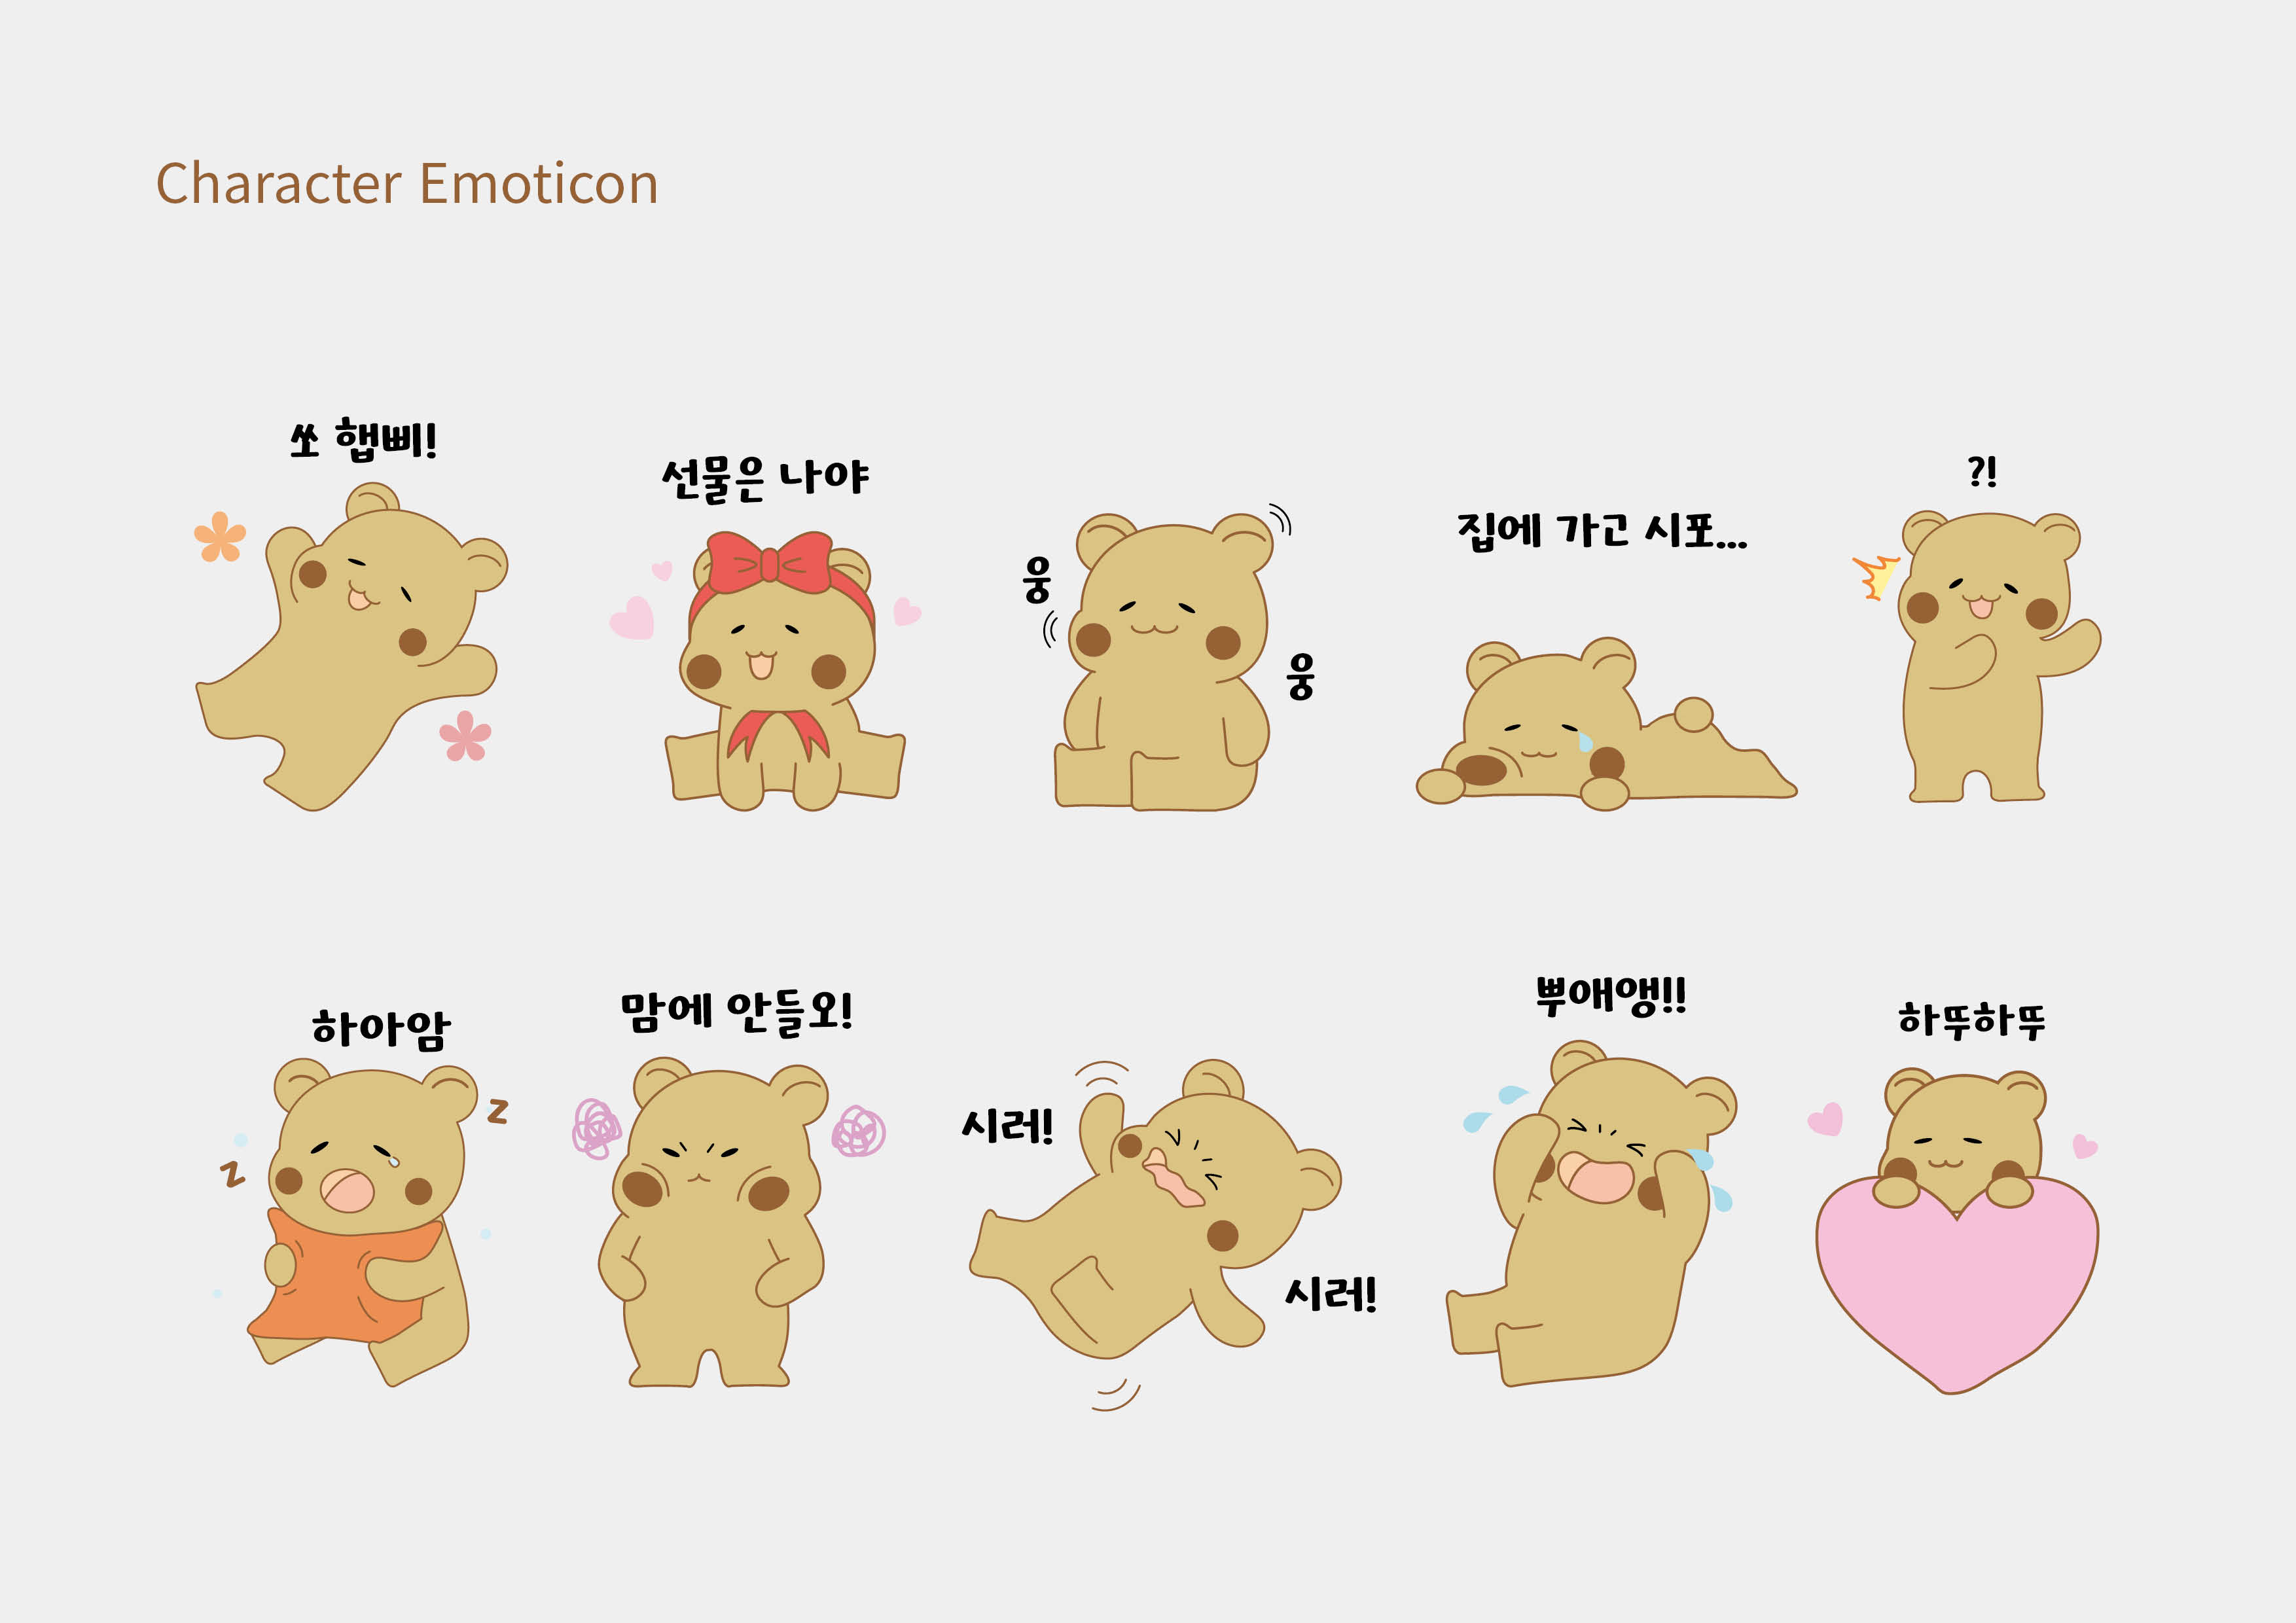 Character Emoticon
쏘 햅삐!
선물은 나야
웅
웅
집에 가고 시포...
?!
하아암
z
z
맘에 안들오!
시러!
시러!
뿌애앵!!
하뚜하뚜